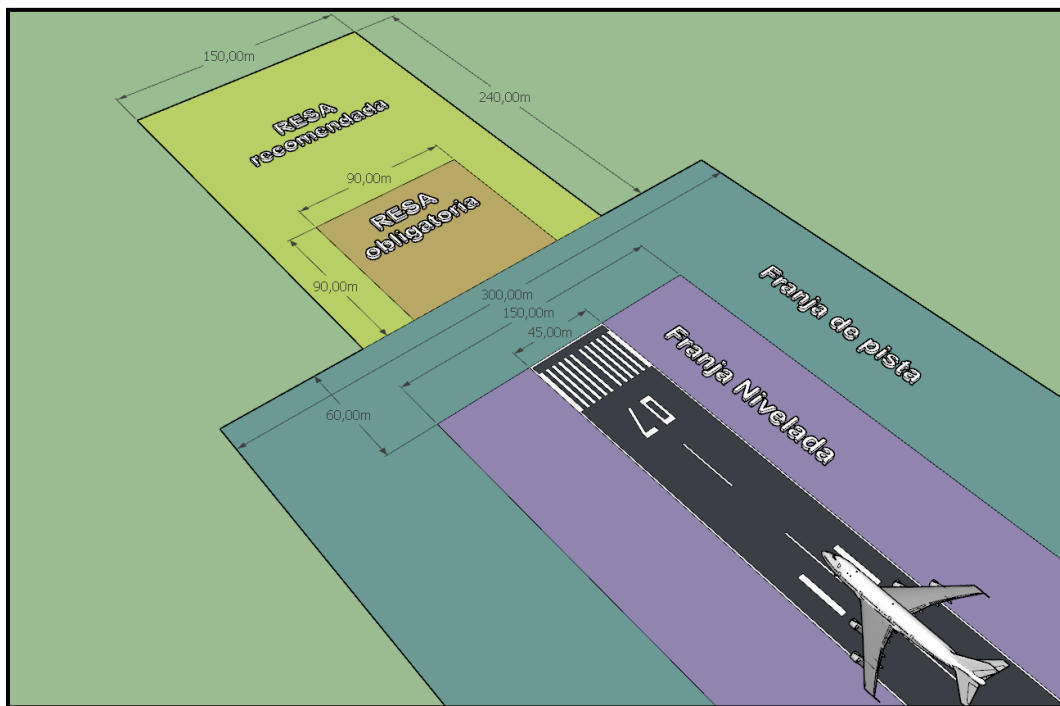 150,00m
240,00m
RESA
recomendada
90,00m
RESA
obligatoria
90,00m
300,00m
150,00m
45,00m
60,00m
Franja de pista
Franja Nivelada
07